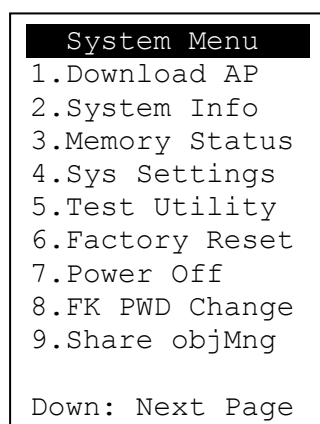 System Menu
1.Download AP
2.System Info
3.Memory Status
4.Sys Settings
5.Test Utility
6.Factory Reset
7.Power Off
8.FK PWD Change
9.Share objMng
Down: Next Page